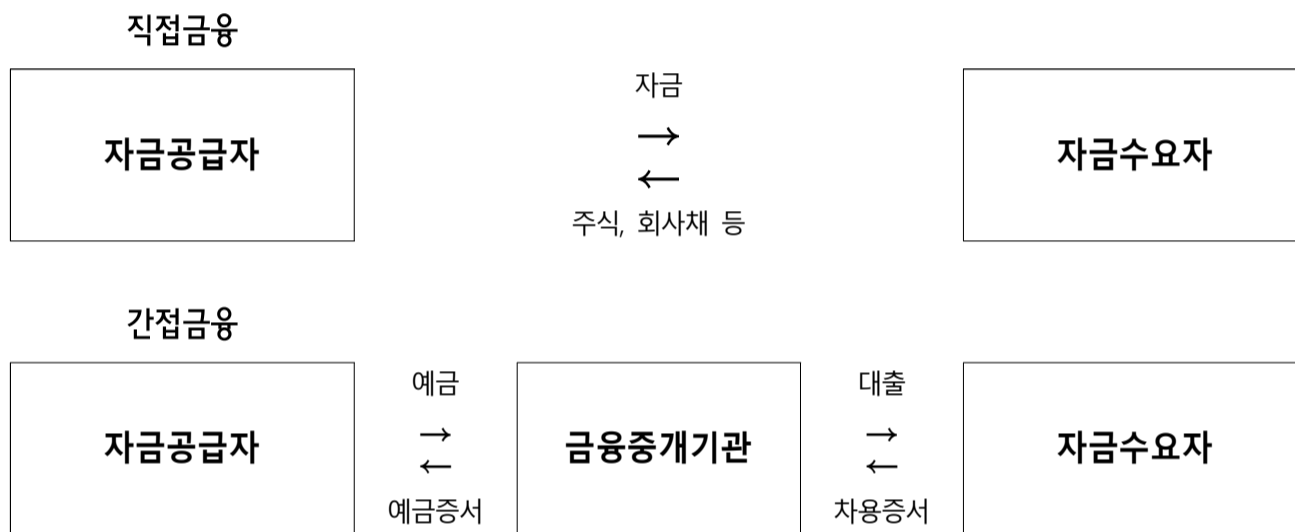 직접금융
자금
자금공급자
→
←
자금수요자
주식, 회사채 등
간접금융
예금
대출
자금공급자
→
←
금융중개기관
→
←
자금수요자
예금증서
차용증서